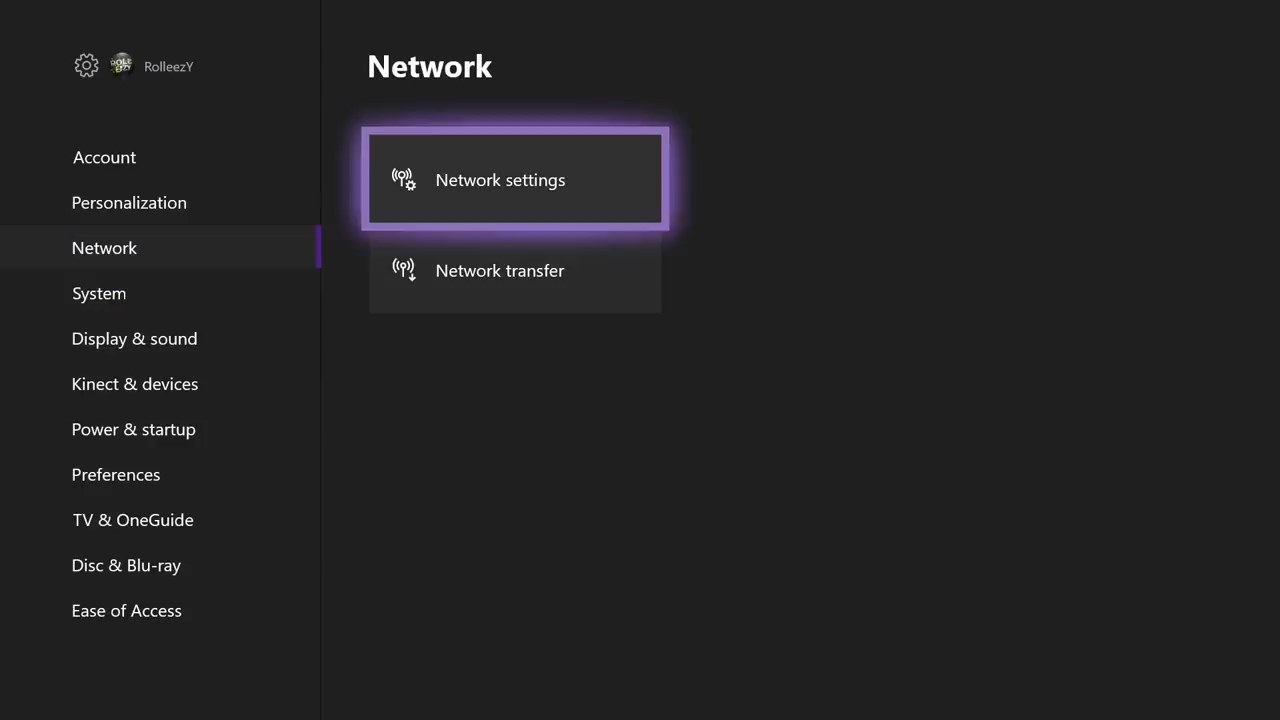 RolleezY
Account
Personalization
Network
System
Display & sound
Kinect & devices
Power & startup
Preferences
TV & OneGuide
Disc & Blu-ray
Ease of Access
Network
Network settings
Network transfer